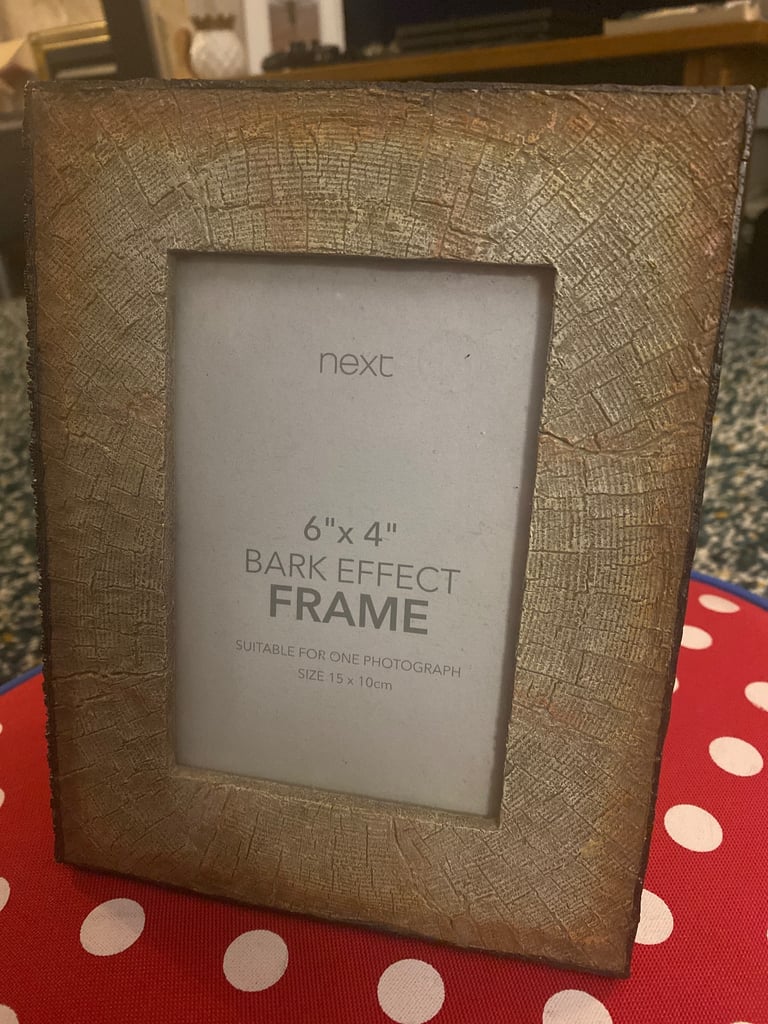 next
6"x 4"
BARK EFFECT
FRAME
SUITABLE FOR ONE PHOTOGRAPH
SIZE 15 x 10cm